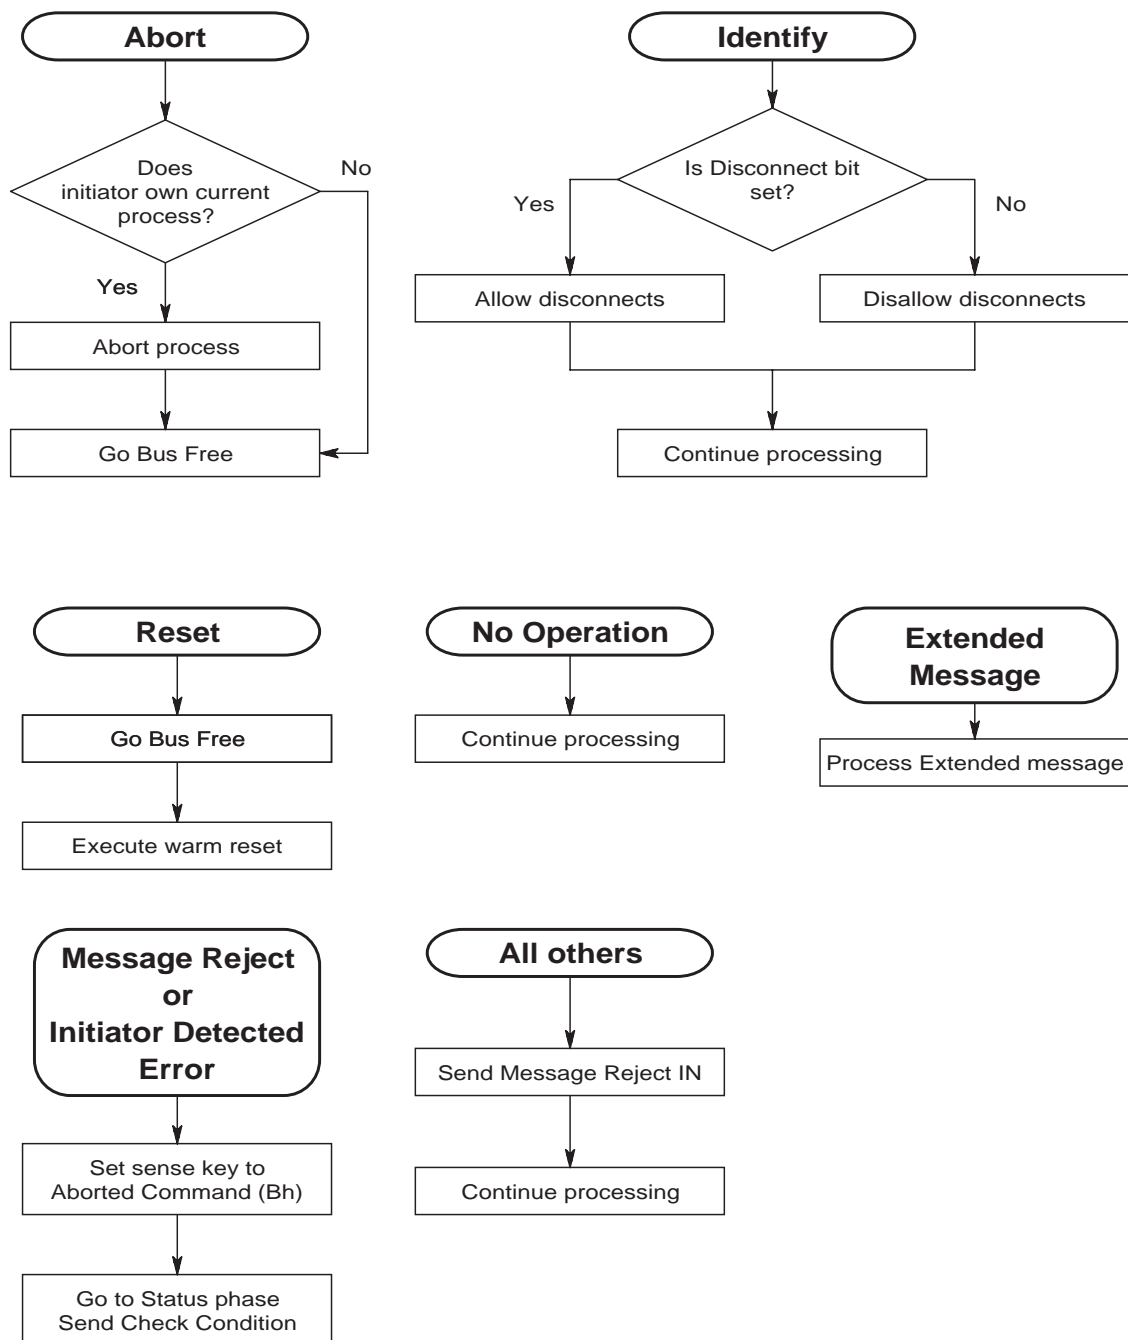 Abort
Does
initiator own current
process?
No
Yes
Abort process
Go Bus Free
Identify
Is Disconnect bit
set?
Yes
No
Allow disconnects
Disallow disconnects
Continue processing
Reset
Go Bus Free
Execute warm reset
No Operation
Continue processing
Extended
Message
Process Extended message
Message Reject
or
Initiator Detected
Error
Set sense key to
Aborted Command (Bh)
Go to Status phase
Send Check Condition
All others
Send Message Reject IN
Continue processing